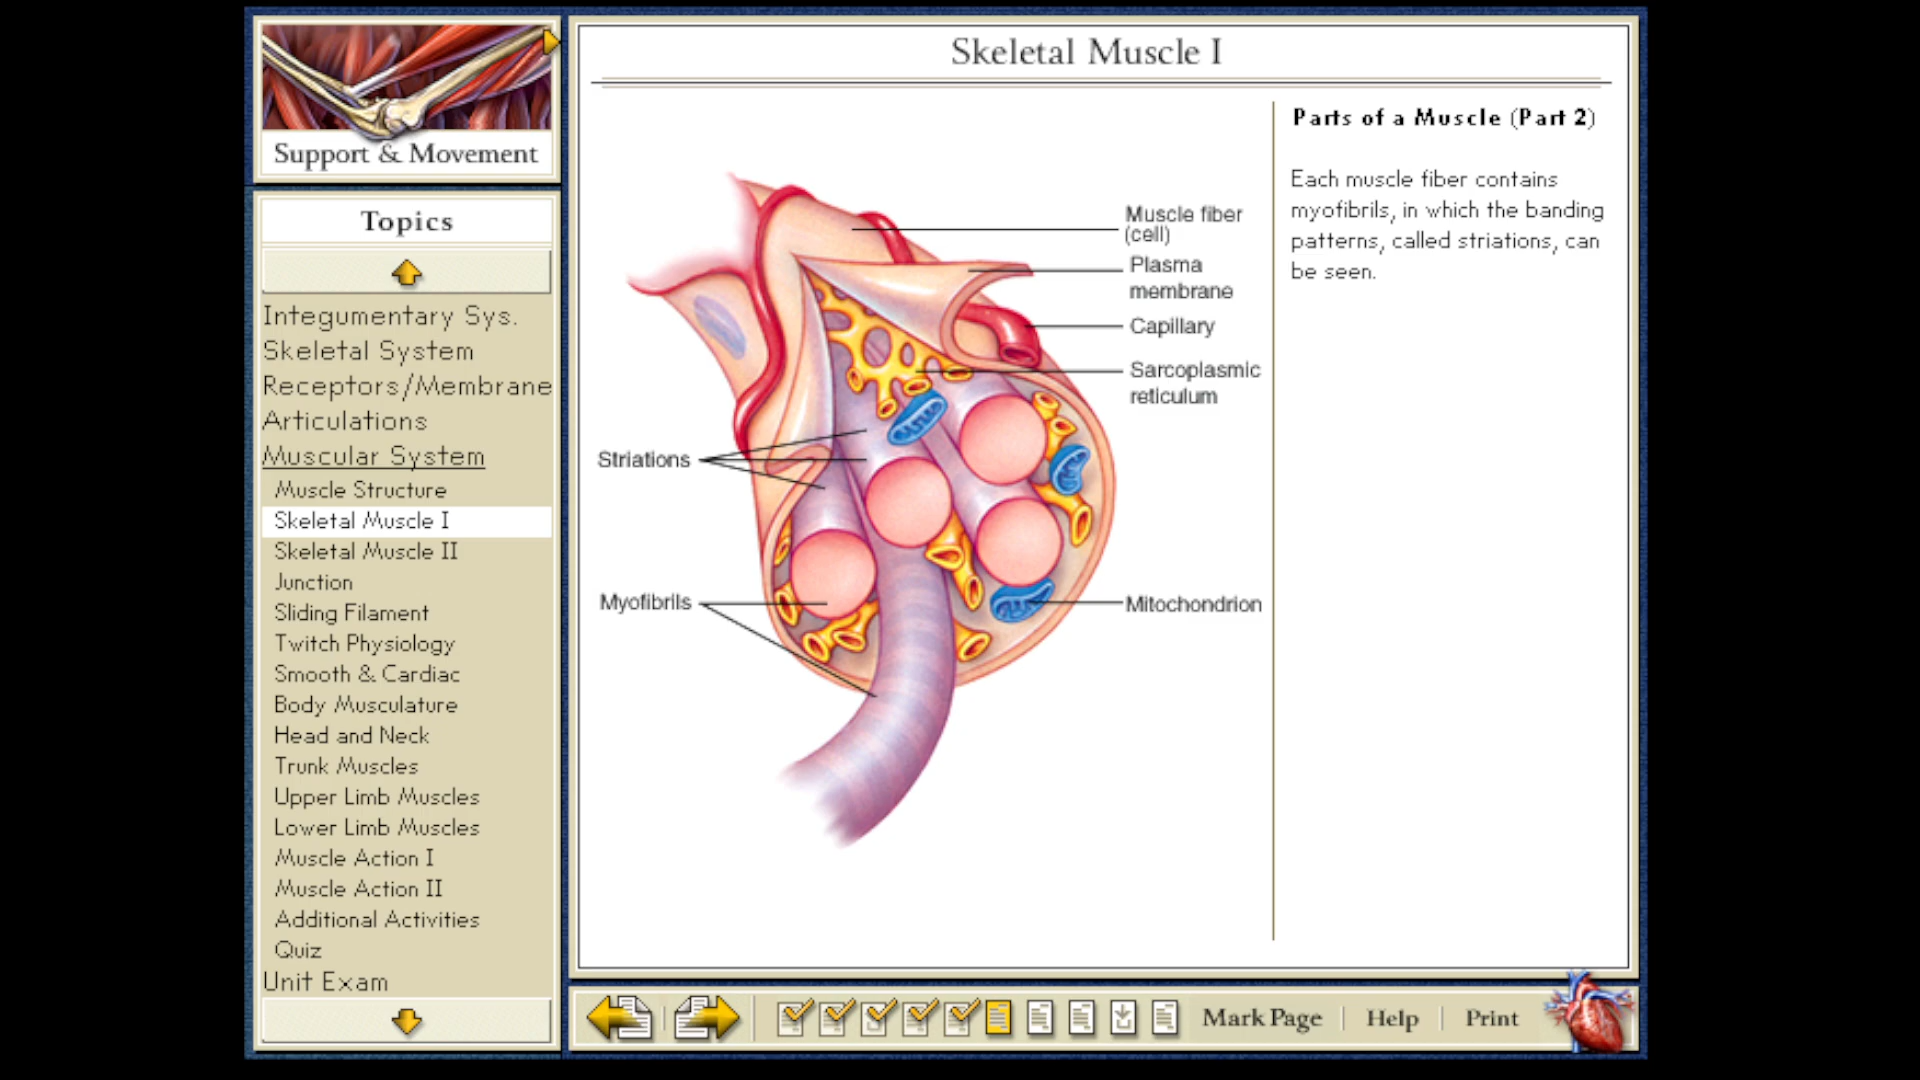 Support & Movement
Topics
Integumentary Sys.
Skeletal System
Receptors/Membrane
Articulations
Muscular System
Muscle Structure
Skeletal Muscle I
Skeletal Muscle II
Junction
Sliding Filament
Twitch Physiology
Smooth & Cardiac
Body Musculature
Head and Neck
Trunk Muscles
Upper Limb Muscles
Lower Limb Muscles
Muscle Action I
Muscle Action II
Additional Activities
Quiz
Unit Exam
Skeletal Muscle I
Muscle fiber
(cell)
Plasma
membrane
Capillary
Sarcoplasmic
reticulum
Striations
Myofibrils
Mitochondrion
Parts of a Muscle (Part 2)
Each muscle fiber contains
myofibrils, in which the banding
patterns, called striations, can
be seen.
Mark Page | Help | Print